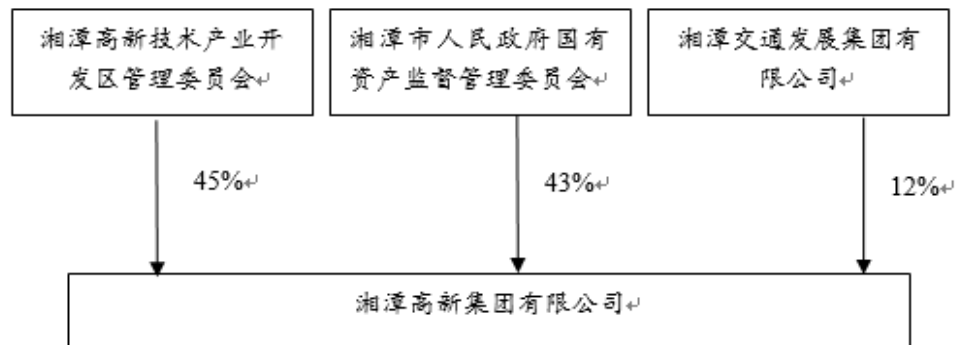 湘潭高新技术产业开
发区管理委员会↵
湘潭市人民政府国有
资产监督管理委员会↵
湘潭交通发展集团有
限公司↵
45%↵
43%↵
12%↵
湘潭高新集团有限公司↵